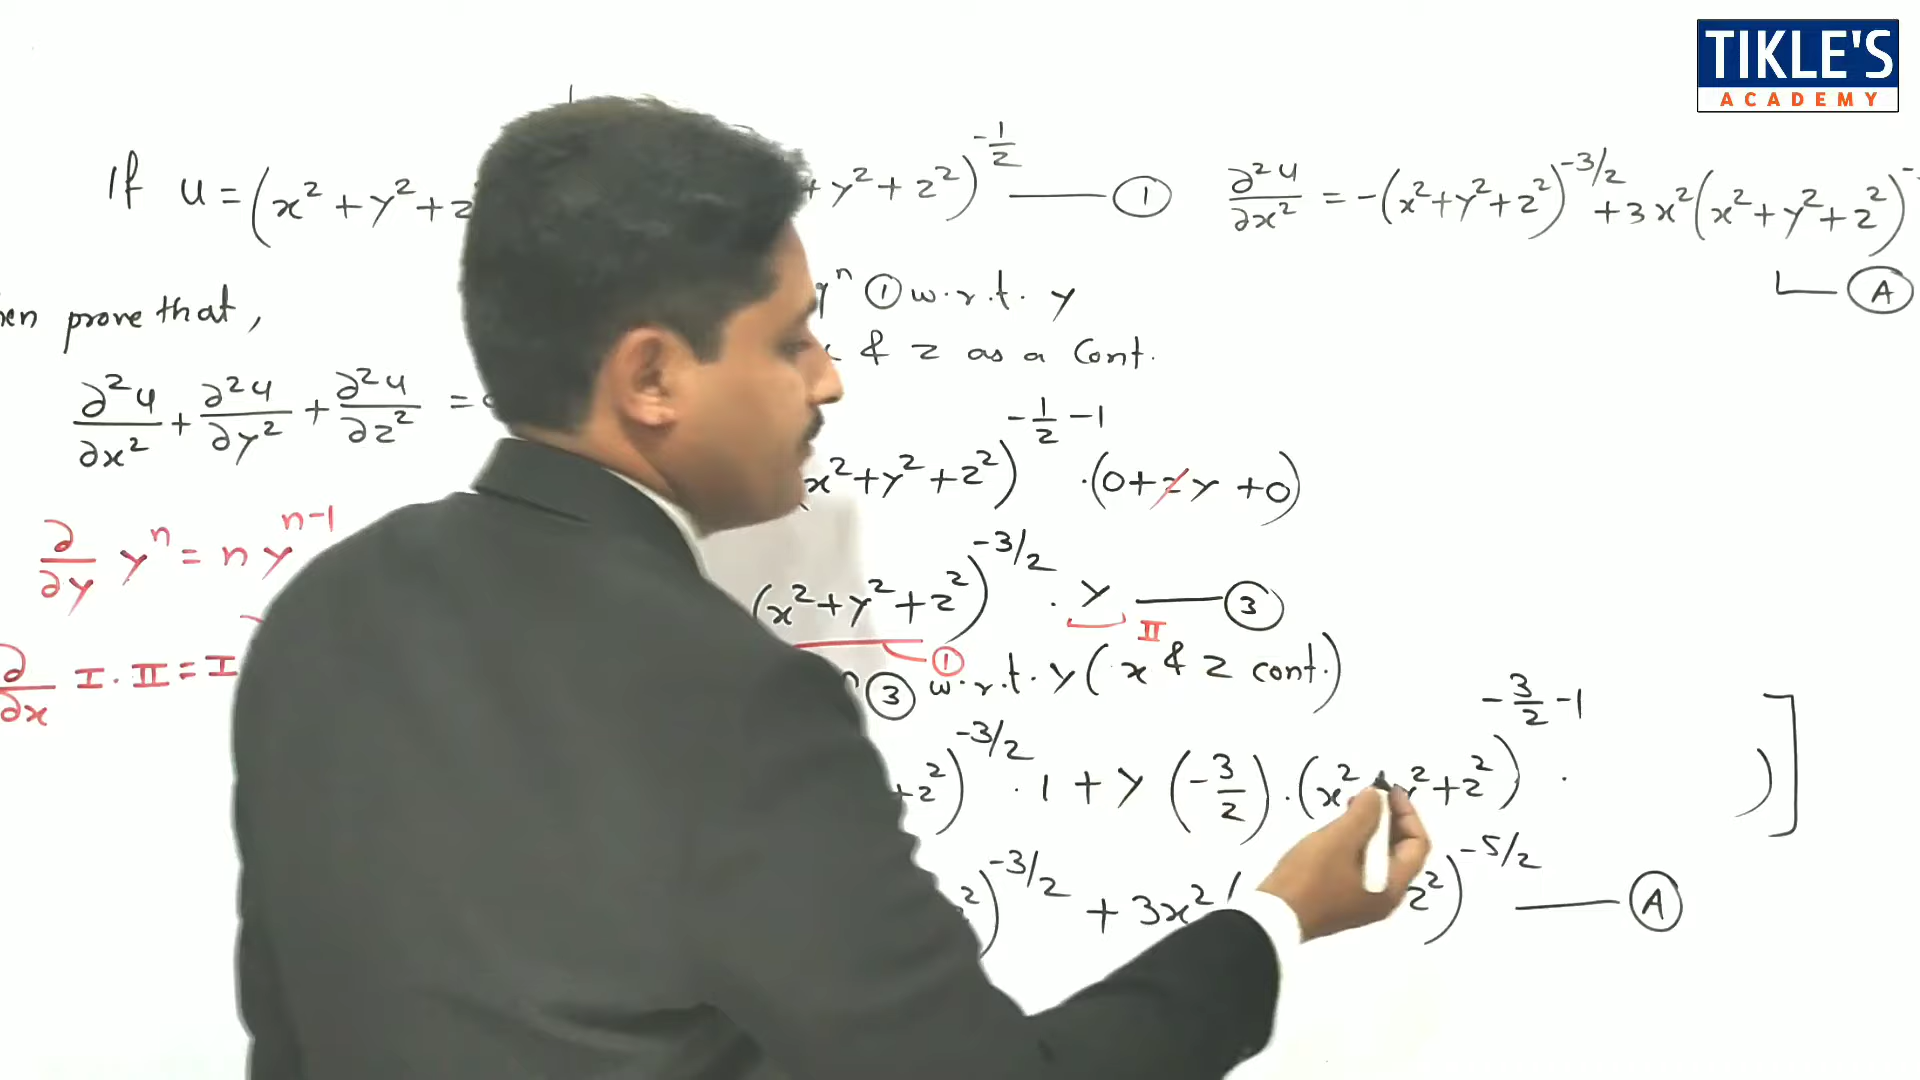 TIKLE'S
ACADEMY
If u = (x² + y² + z
+ y² + z²)^(-1/2) —— ①
∂²u/∂x² = -(x²+y²+z²)^(-3/2) + 3x²(x²+y²+z²)^-
Ⓐ
prove that,
∂²u/∂x² + ∂²u/∂y² + ∂²u/∂z² =
① w.r.t. y
& z as a Cont.
x²+y²+z²)^(-1/2 -1) ·(0+2y+0)
∂/∂y yⁿ = n y^(n-1)
(x²+y²+z²)^(-3/2) · y —— ③
① II
∂/∂x I · II = I
③ w.r.t. y ( x & z cont.)
+z²)^(-3/2) · 1 + y (-3/2)·(x²+y²+z²)^(-3/2 -1) · )]
²)^(-3/2) + 3x²( z²)^(-5/2) —— Ⓐ